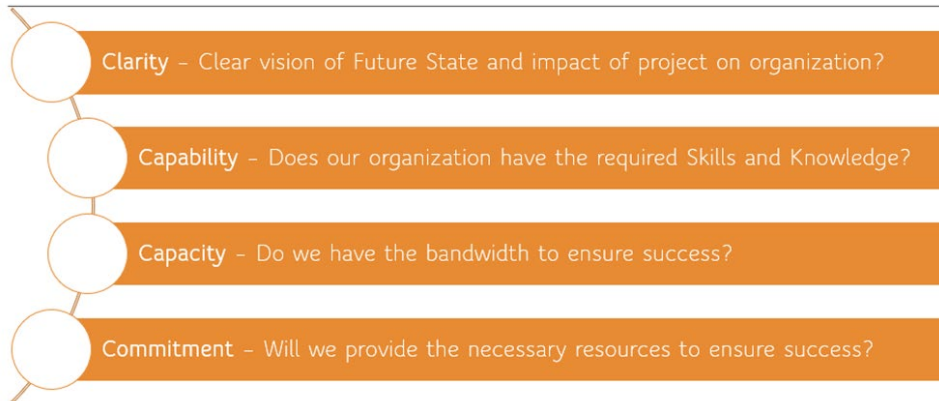 Clarity – Clear vision of Future State and impact of project on organization?
Capability – Does our organization have the required Skills and Knowledge?
Capacity – Do we have the bandwidth to ensure success?
Commitment – Will we provide the necessary resources to ensure success?